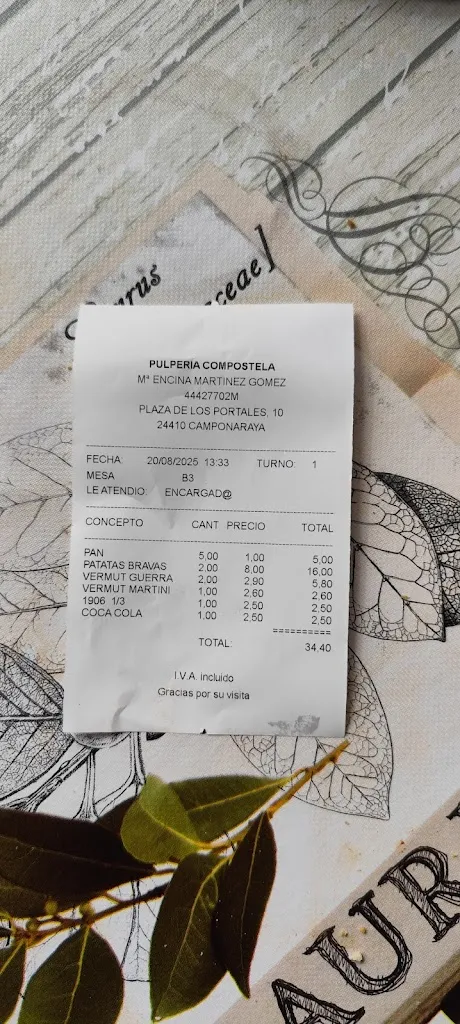 urus
ceae]
PULPERIA COMPOSTELA
Mª ENCINA MARTINEZ GOMEZ
44427702M
PLAZA DE LOS PORTALES, 10
24410 CAMPONARAYA
FECHA: 20/08/2025 13:33 TURNO: 1
MESA B3
LE ATENDIO: ENCARGAD@
CONCEPTO CANT PRECIO TOTAL
PAN 5,00 1,00 5,00
PATATAS BRAVAS 2,00 8,00 16,00
VERMUT GUERRA 2,00 2,90 5,80
VERMUT MARTINI 1,00 2,60 2,60
1906 1/3 1,00 2,50 2,50
COCA COLA 1,00 2,50 2,50
==========
TOTAL: 34,40
I.V.A. incluido
Gracias por su visita
AUR